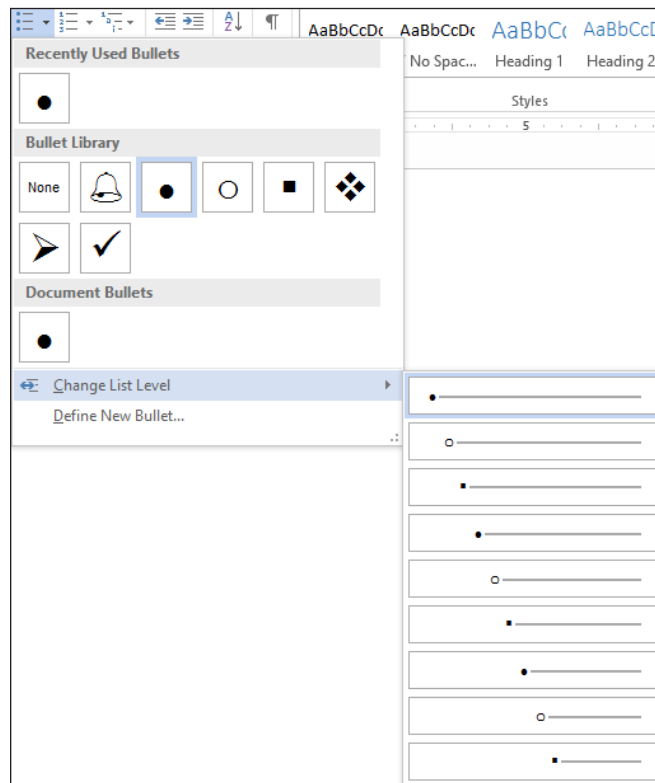 AaBbCcDc AaBbCcDc AaBbCc AaBbCcD
No Spac... Heading 1 Heading 2
Styles
5
Recently Used Bullets
Bullet Library
None
Document Bullets
Change List Level
Define New Bullet...